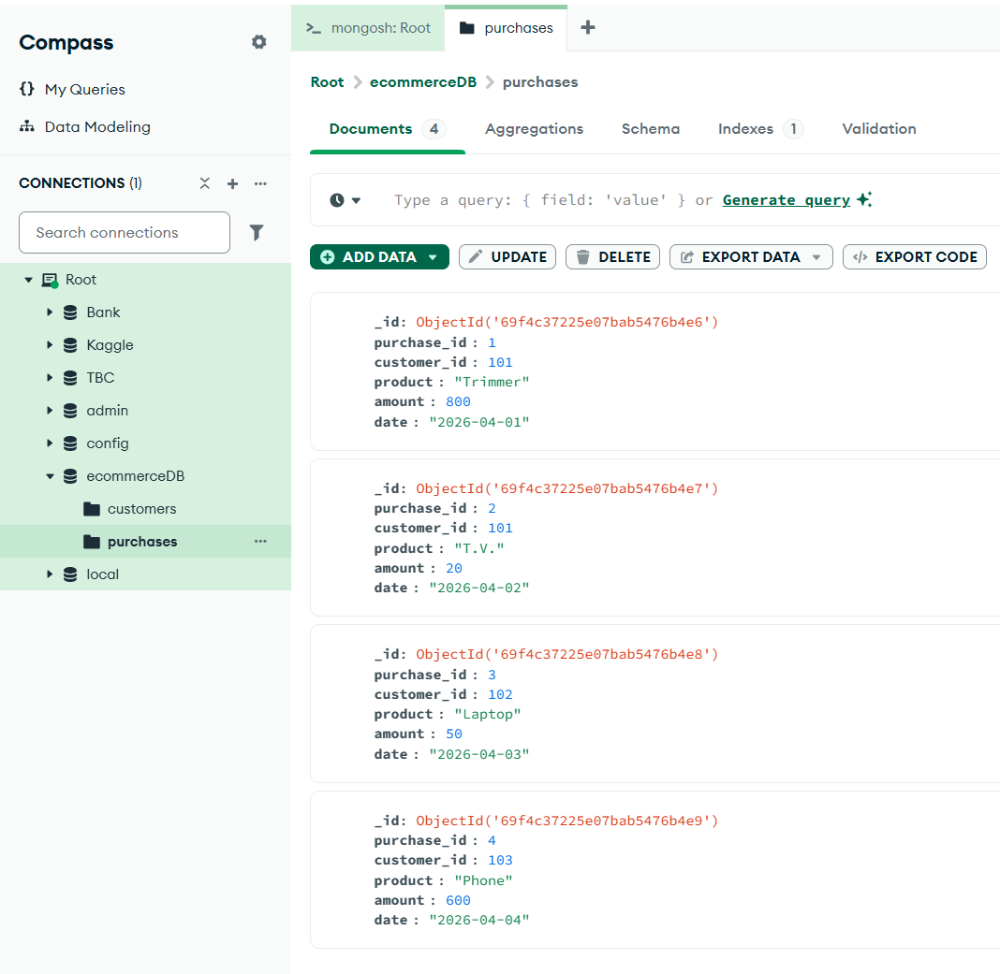 Compass
My Queries
Data Modeling
CONNECTIONS (1)
Search connections
Root
Bank
Kaggle
TBC
admin
config
ecommerceDB
customers
purchases
local
mongosh: Root
purchases
Root > ecommerceDB > purchases
Documents 4 Aggregations Schema Indexes 1 Validation
Type a query: { field: 'value' } or Generate query
ADD DATA UPDATE DELETE EXPORT DATA </> EXPORT CODE
_id: ObjectId('69f4c37225e07bab5476b4e6')
purchase_id : 1
customer_id : 101
product : "Trimmer"
amount : 800
date : "2026-04-01"
_id: ObjectId('69f4c37225e07bab5476b4e7')
purchase_id : 2
customer_id : 101
product : "T.V."
amount : 20
date : "2026-04-02"
_id: ObjectId('69f4c37225e07bab5476b4e8')
purchase_id : 3
customer_id : 102
product : "Laptop"
amount : 50
date : "2026-04-03"
_id: ObjectId('69f4c37225e07bab5476b4e9')
purchase_id : 4
customer_id : 103
product : "Phone"
amount : 600
date : "2026-04-04"